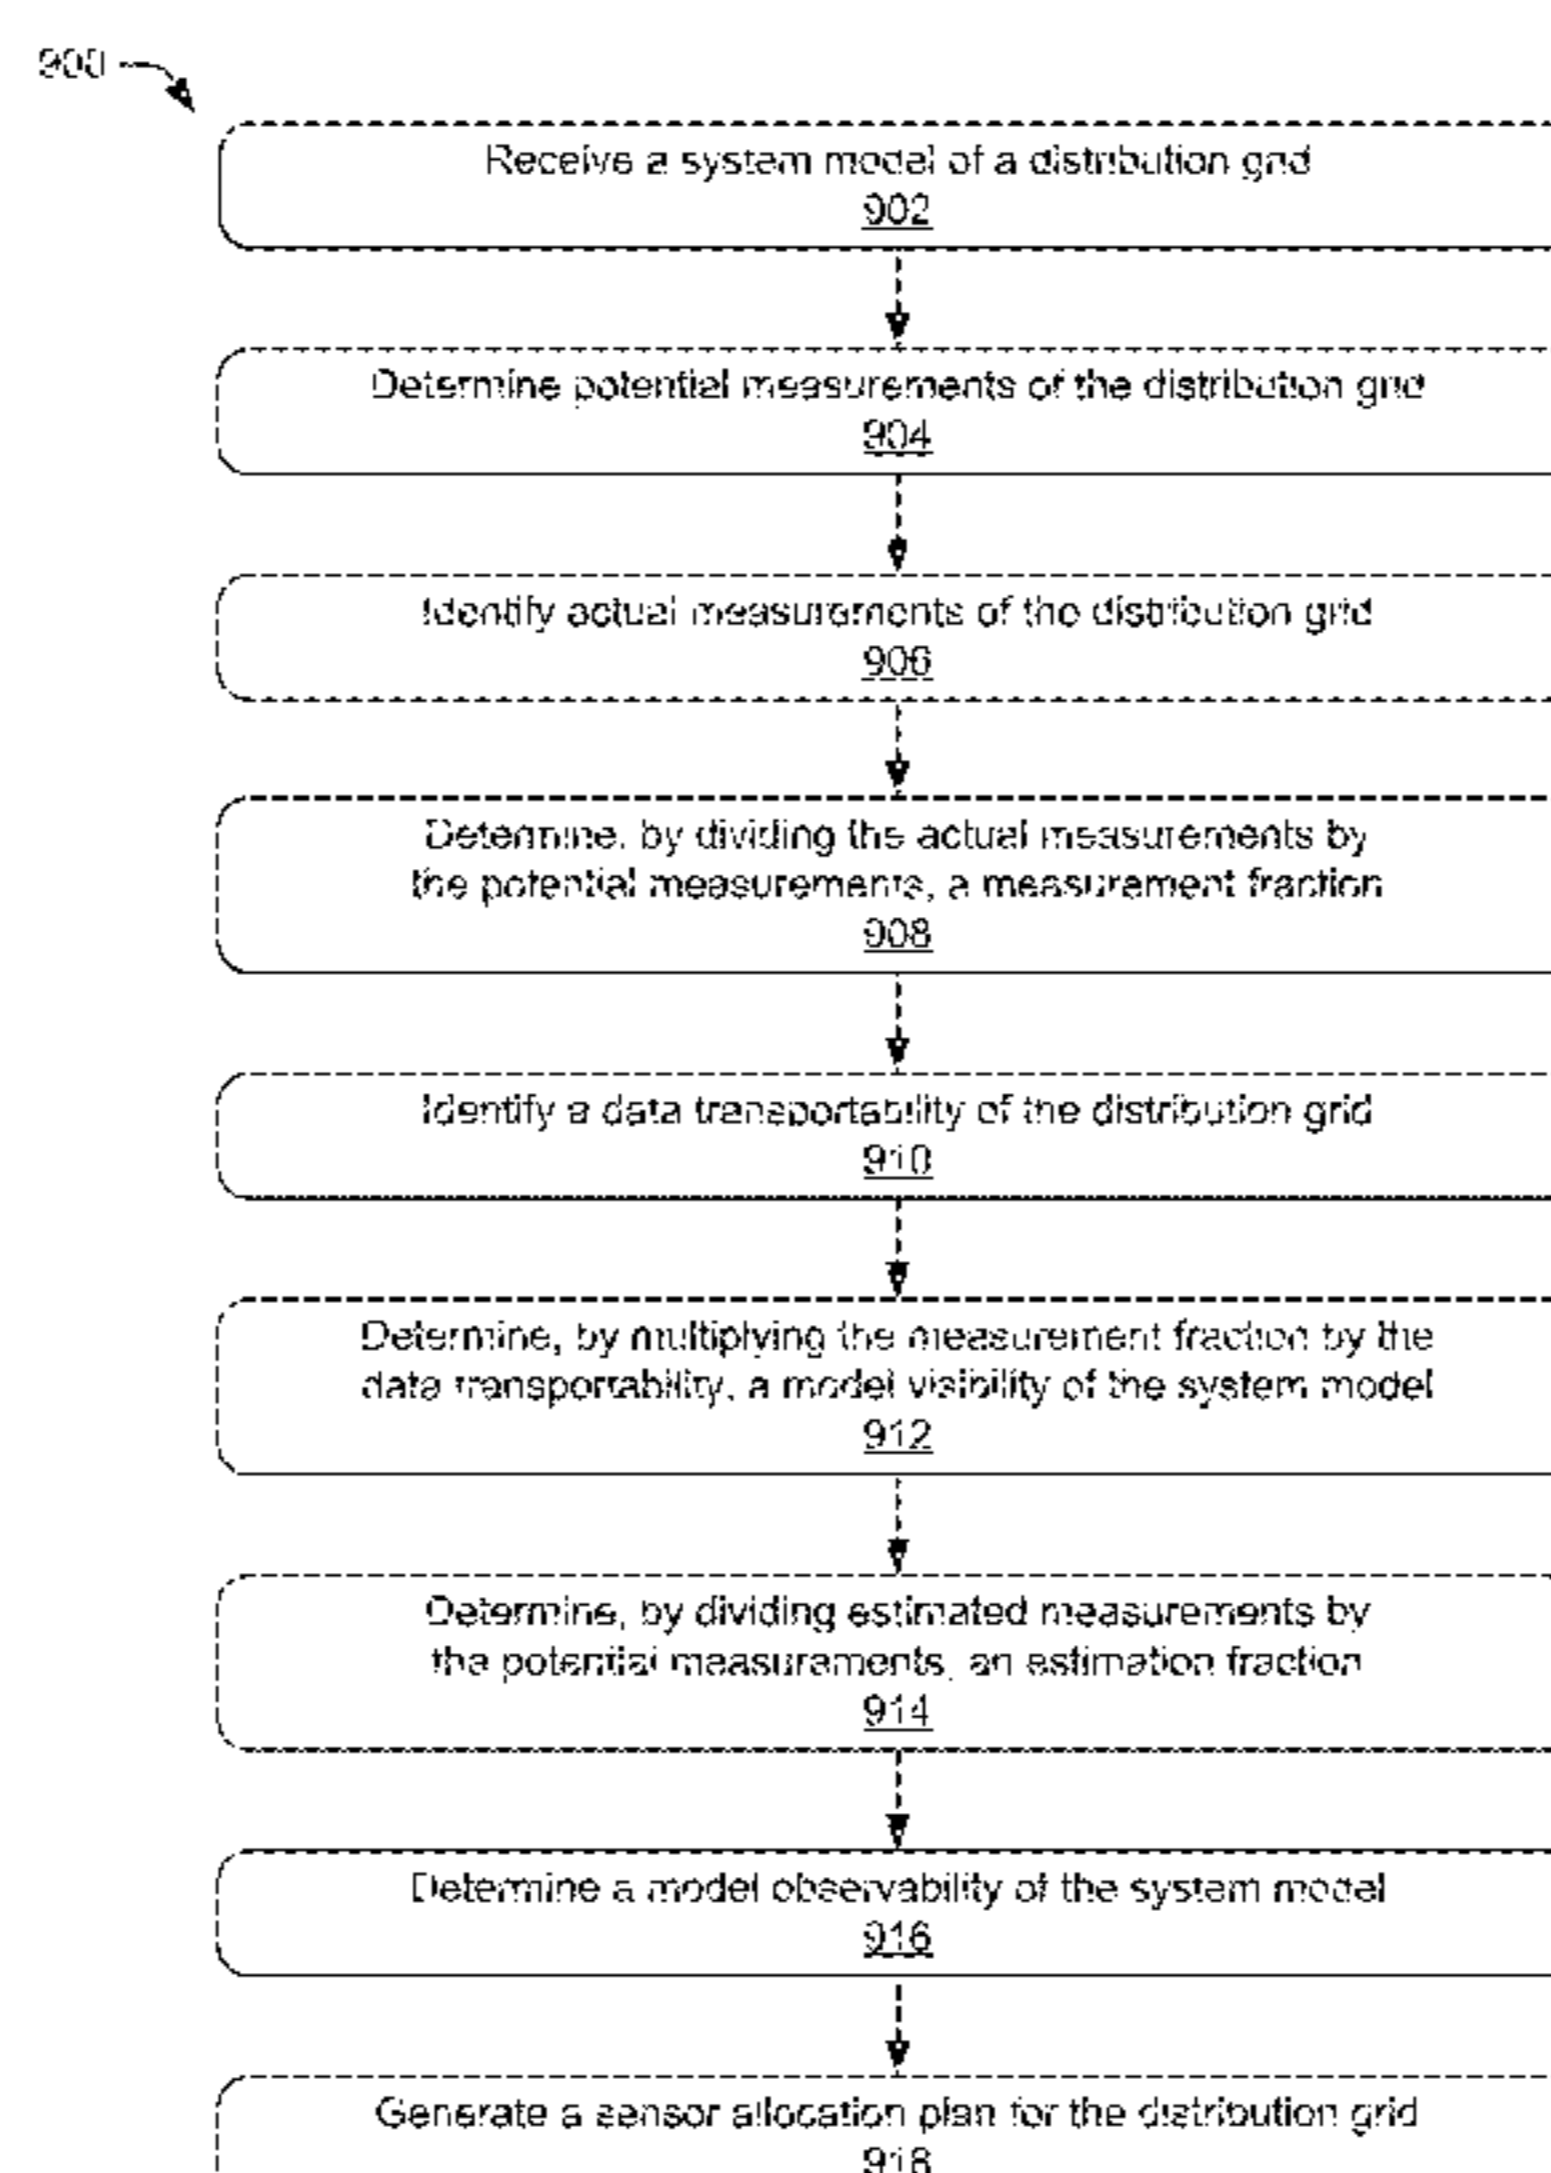 900
Receive a system model of a distribution grid
902
Determine potential measurements of the distribution grid
904
Identify actual measurements of the distribution grid
906
Determine, by dividing the actual measurements by
the potential measurements, a measurement fraction
908
Identify a data transportability of the distribution grid
910
Determine, by multiplying the measurement fraction by the
data transportability, a model visibility of the system model
912
Determine, by dividing estimated measurements by
the potential measurements, an estimation fraction
914
Determine a model observability of the system model
916
Generate a sensor allocation plan for the distribution grid
918